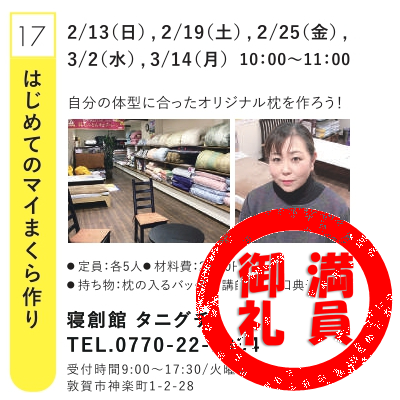 17
はじめてのマイまくら作り
2/13(日), 2/19(土), 2/25(金),
3/2(水), 3/14(月) 10:00〜11:00
自分の体型に合ったオリジナル枕を作ろう!
●定員:各5人●材料費:
●持ち物:枕の入るバッ 講師
寝創館 タニグチ
TEL.0770-22-
受付時間9:00〜17:30/火曜
敦賀市神楽町1-2-28
満員
御礼